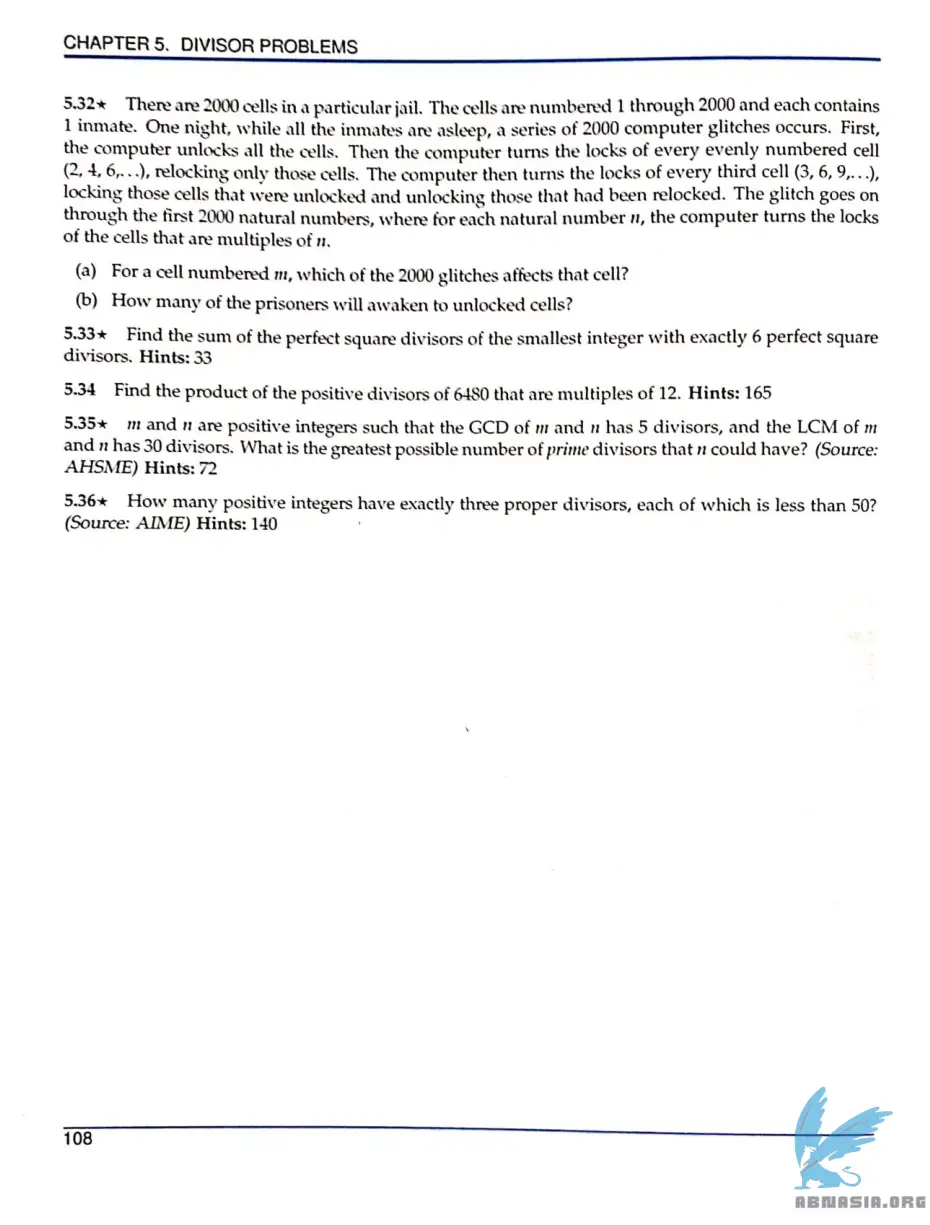 CHAPTER 5. DIVISOR PROBLEMS
5.32★ There are 2000 cells in a particular jail. The cells are numbered 1 through 2000 and each contains
1 inmate. One night, while all the inmates are asleep, a series of 2000 computer glitches occurs. First,
the computer unlocks all the cells. Then the computer turns the locks of every evenly numbered cell
(2, 4, 6,...), relocking only those cells. The computer then turns the locks of every third cell (3, 6, 9,...),
locking those cells that were unlocked and unlocking those that had been relocked. The glitch goes on
through the first 2000 natural numbers, where for each natural number n, the computer turns the locks
of the cells that are multiples of n.
(a) For a cell numbered m, which of the 2000 glitches affects that cell?
(b) How many of the prisoners will awaken to unlocked cells?
5.33★ Find the sum of the perfect square divisors of the smallest integer with exactly 6 perfect square
divisors. Hints: 33
5.34 Find the product of the positive divisors of 6480 that are multiples of 12. Hints: 165
5.35★ m and n are positive integers such that the GCD of m and n has 5 divisors, and the LCM of m
and n has 30 divisors. What is the greatest possible number of prime divisors that n could have? (Source:
AHSME) Hints: 72
5.36★ How many positive integers have exactly three proper divisors, each of which is less than 50?
(Source: AIME) Hints: 140
108
ABNASIA.ORG